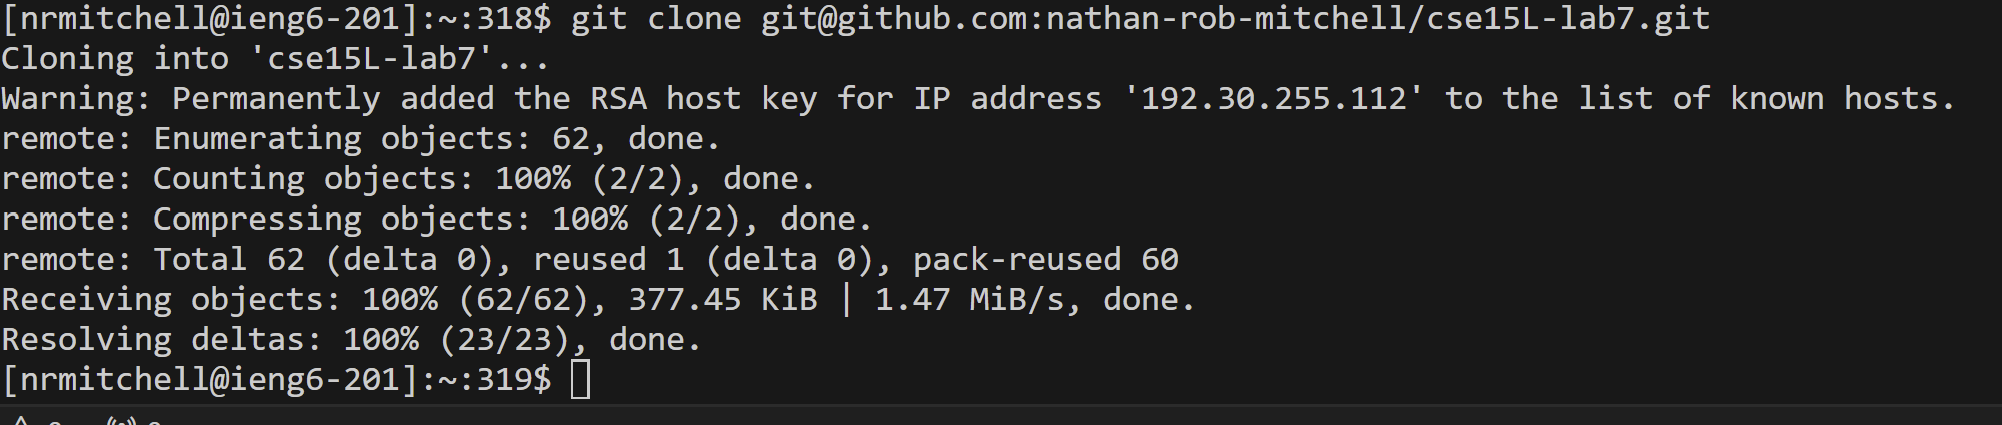 [nrmitchell@ieng6-201]:~:318$ git clone git@github.com:nathan-rob-mitchell/cse15L-lab7.git
Cloning into 'cse15L-lab7'...
Warning: Permanently added the RSA host key for IP address '192.30.255.112' to the list of known hosts.
remote: Enumerating objects: 62, done.
remote: Counting objects: 100% (2/2), done.
remote: Compressing objects: 100% (2/2), done.
remote: Total 62 (delta 0), reused 1 (delta 0), pack-reused 60
Receiving objects: 100% (62/62), 377.45 KiB | 1.47 MiB/s, done.
Resolving deltas: 100% (23/23), done.
[nrmitchell@ieng6-201]:~:319$